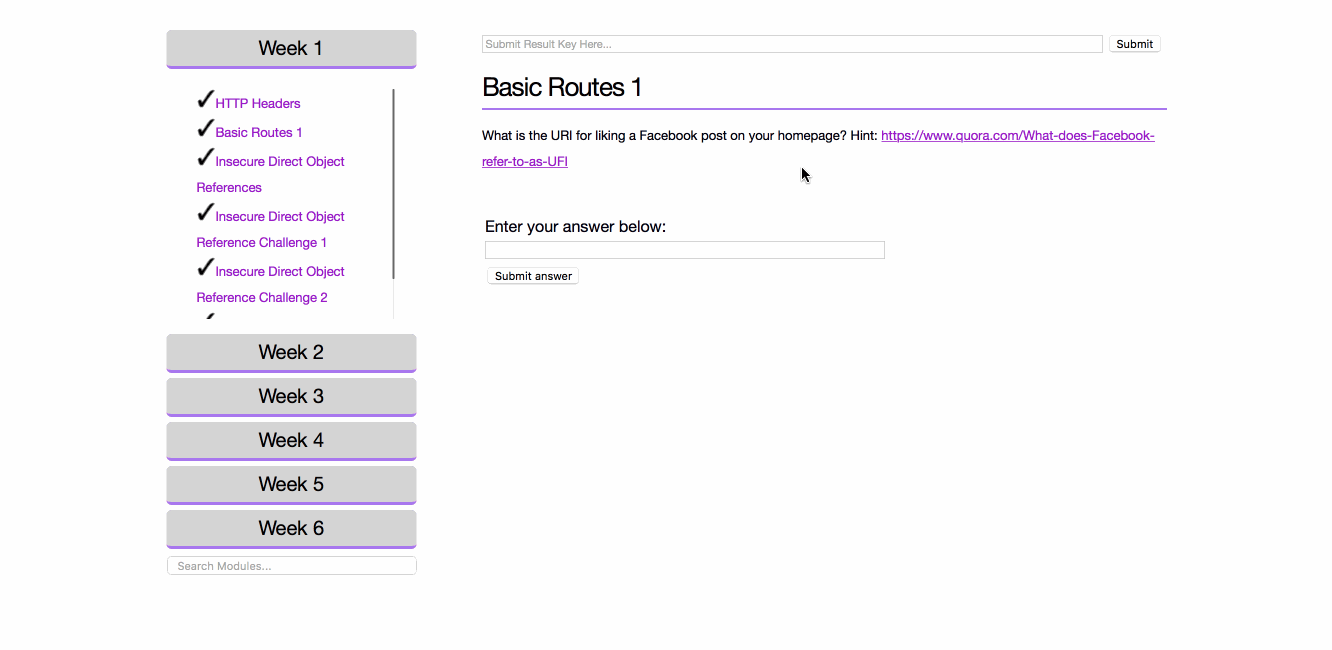 Week 1
HTTP Headers
Basic Routes 1
Insecure Direct Object
References
Insecure Direct Object
Reference Challenge 1
Insecure Direct Object
Reference Challenge 2
Week 2
Week 3
Week 4
Week 5
Week 6
Search Modules...
Submit Result Key Here...
Submit
Basic Routes 1
What is the URI for liking a Facebook post on your homepage? Hint: https://www.quora.com/What-does-Facebook-
refer-to-as-UFI
Enter your answer below:
Submit answer